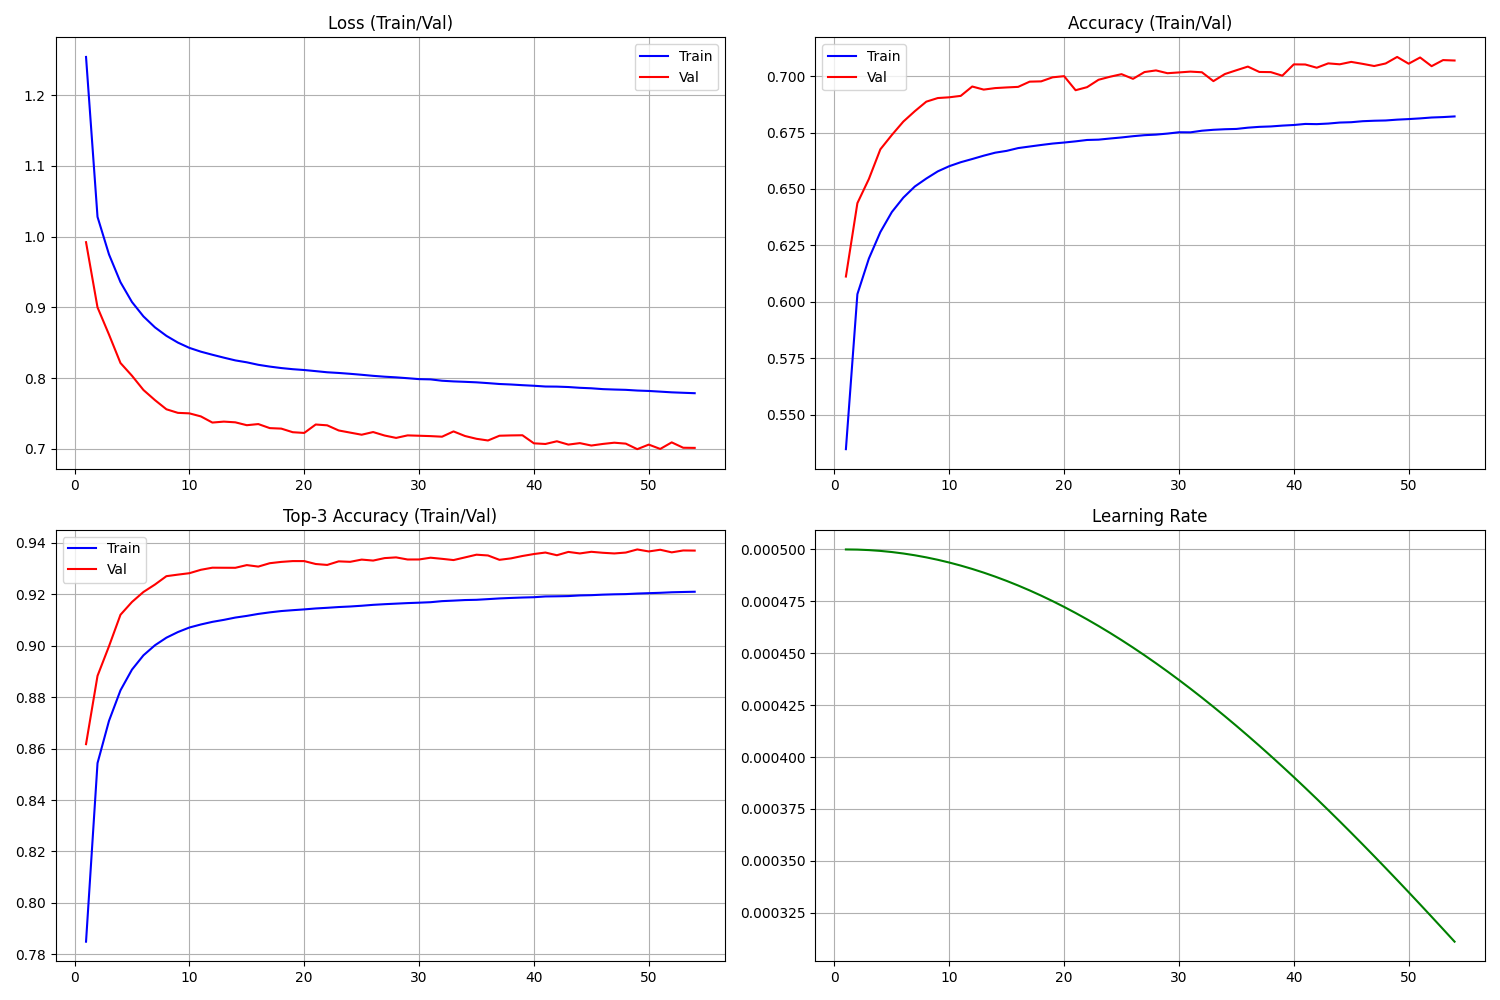 Loss (Train/Val)
Train
Val
1.2
1.1
1.0
0.9
0.8
0.7
0 10 20 30 40 50
Accuracy (Train/Val)
Train
Val
0.700
0.675
0.650
0.625
0.600
0.575
0.550
0 10 20 30 40 50
Top-3 Accuracy (Train/Val)
Train
Val
0.94
0.92
0.90
0.88
0.86
0.84
0.82
0.80
0.78
0 10 20 30 40 50
Learning Rate
0.000500
0.000475
0.000450
0.000425
0.000400
0.000375
0.000350
0.000325
0 10 20 30 40 50